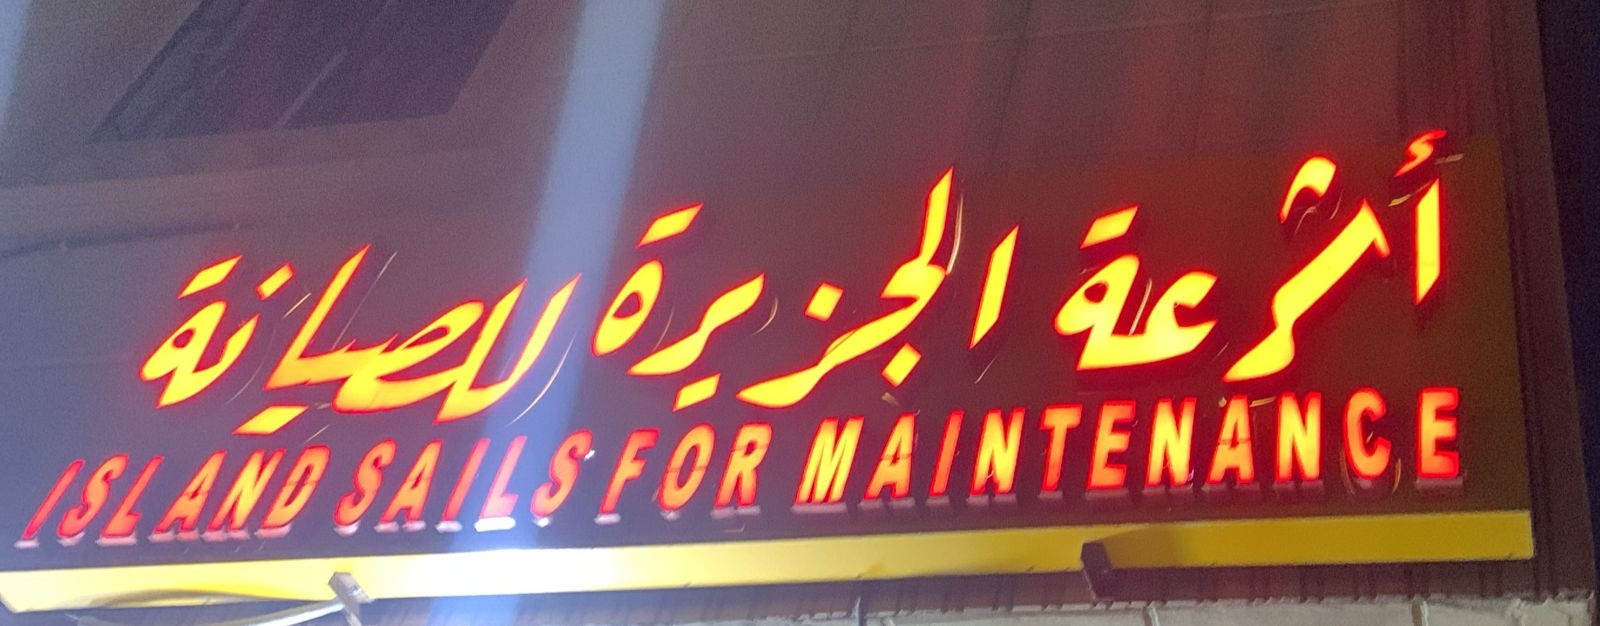 أشرعة الجزيرة للصيانة
ISLAND SAILS FOR MAINTENANCE